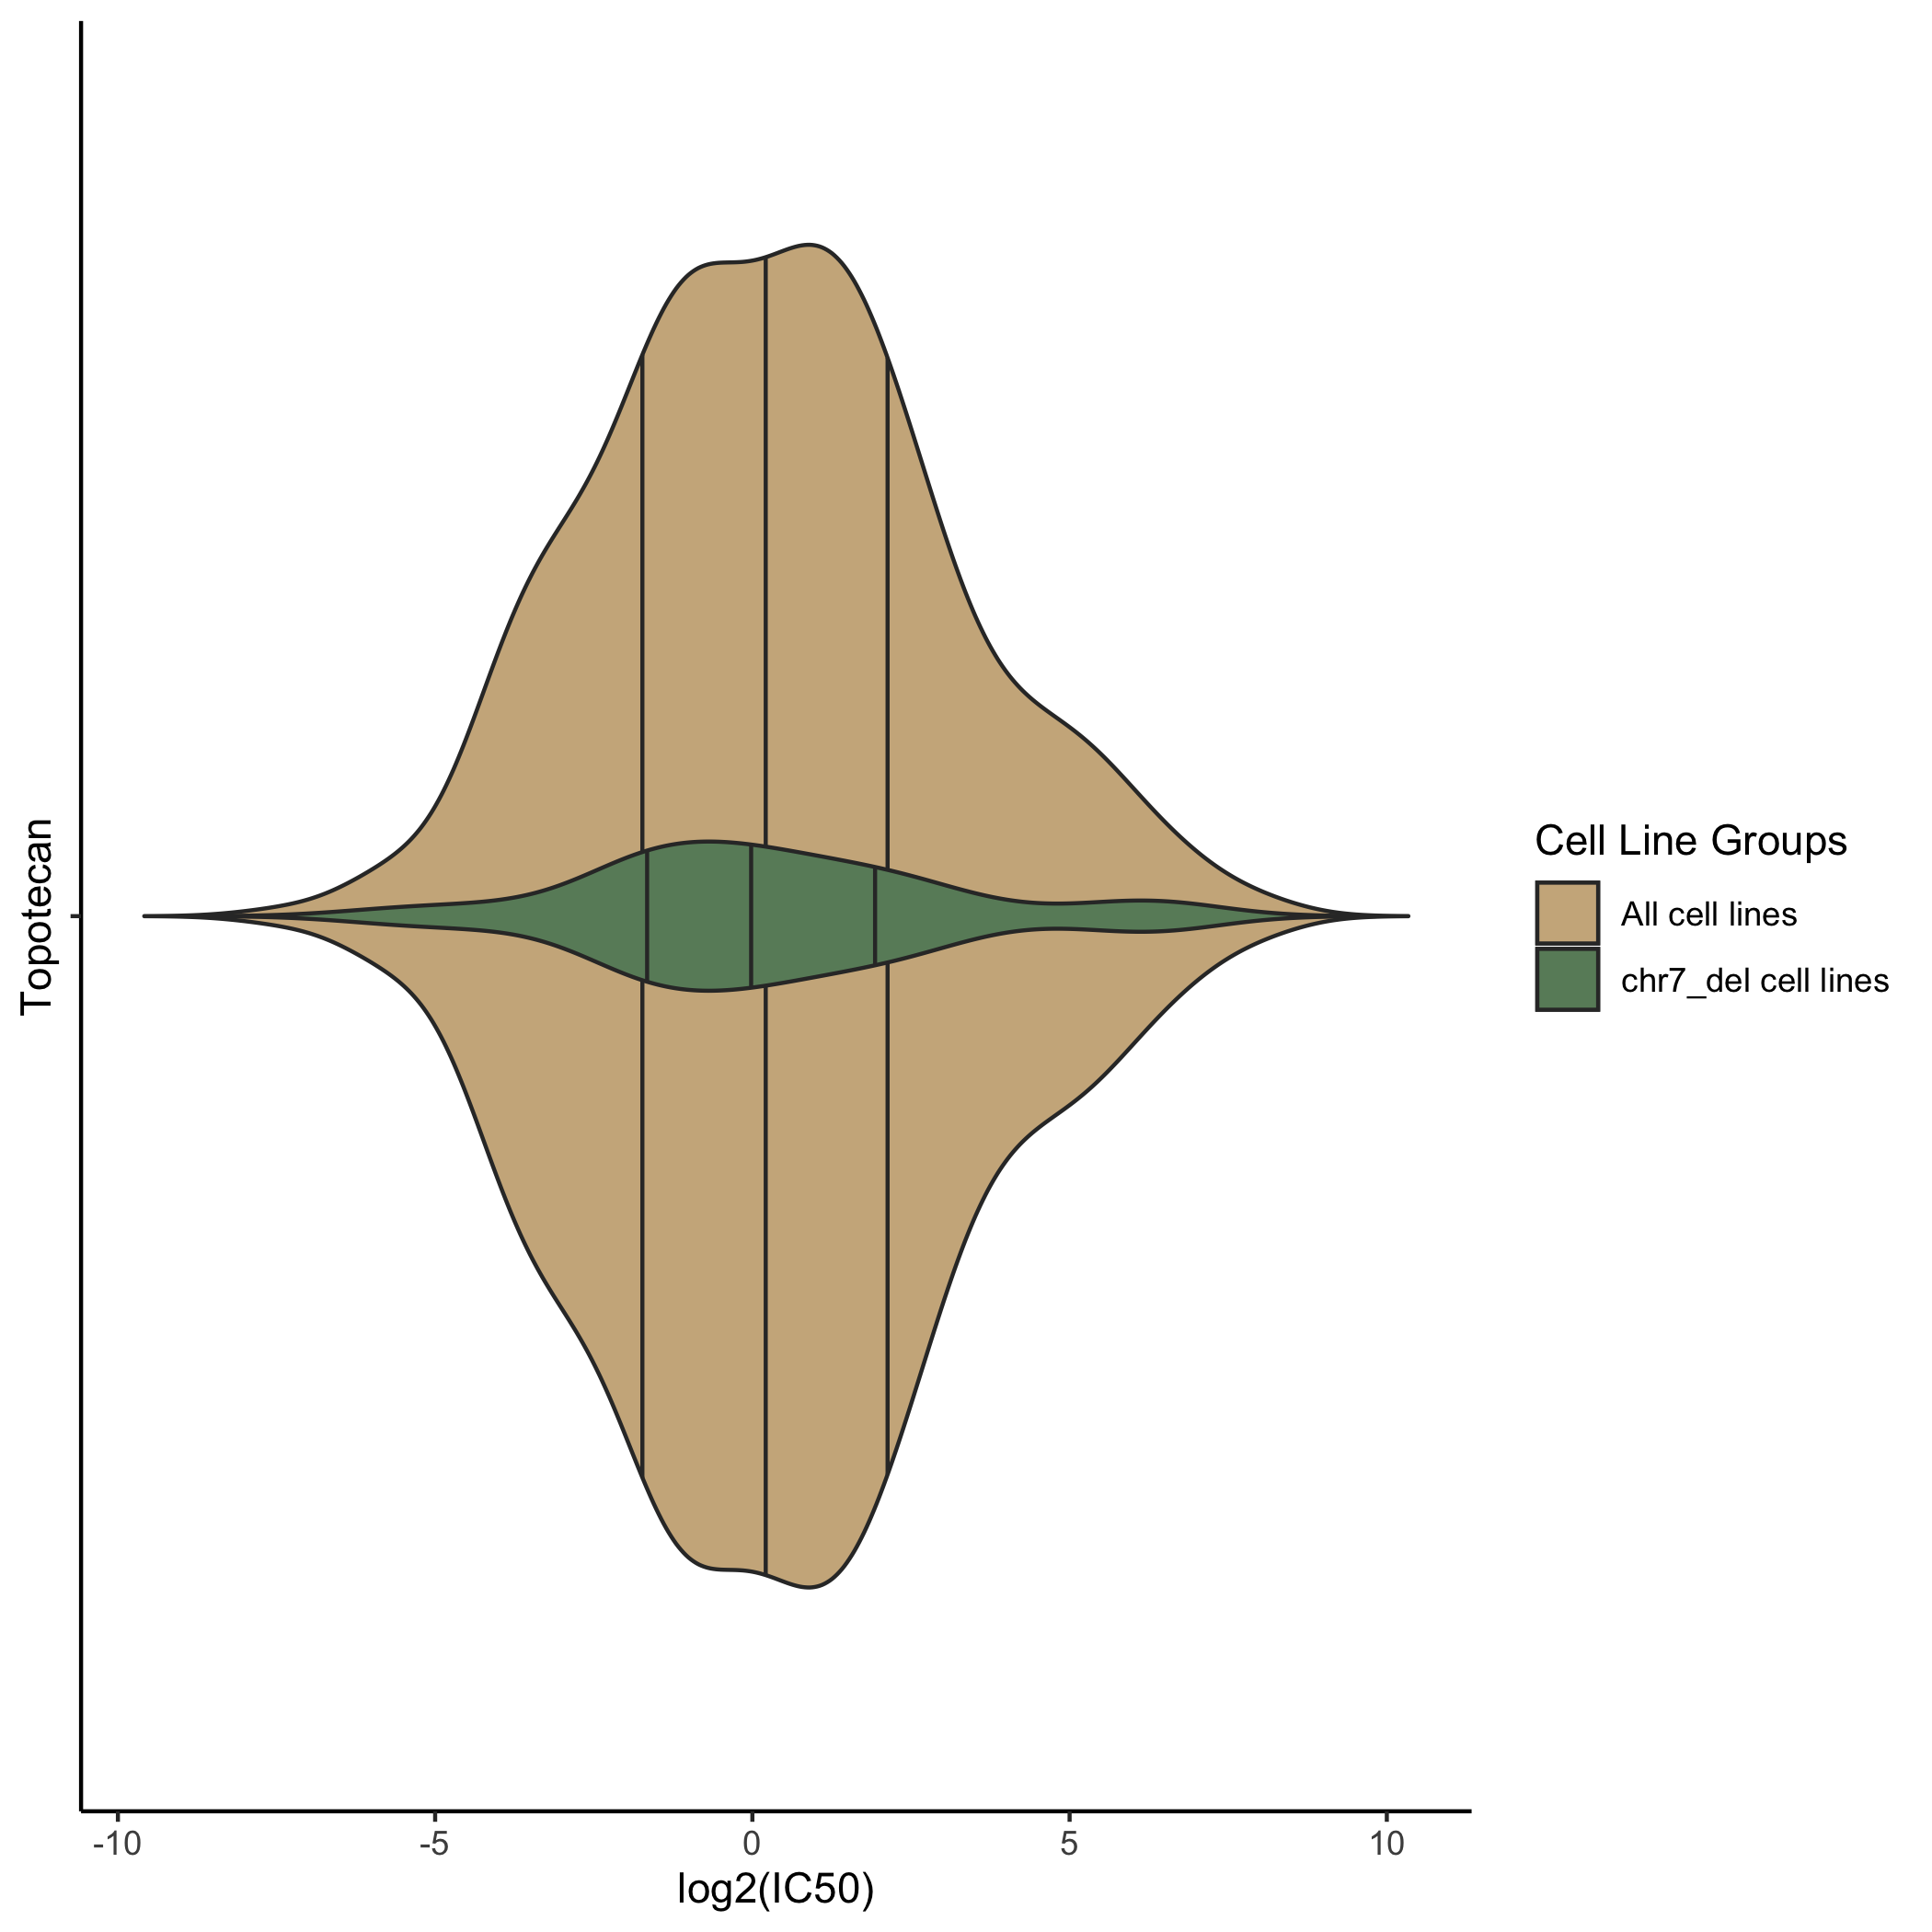 Topotecan
-10
-5
0
5
10
log2(IC50)
Cell Line Groups
All cell lines
chr7_del cell lines